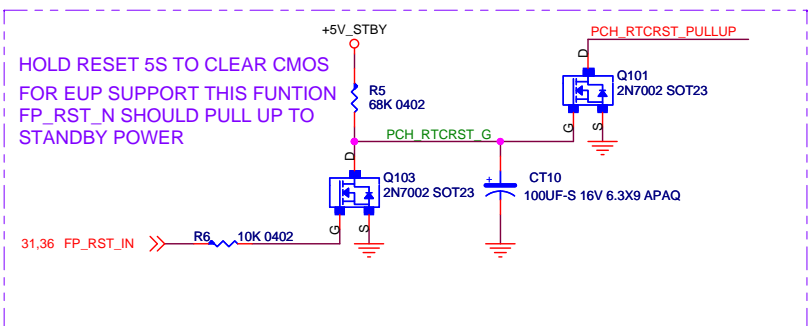 +5V_STBY
PCH_RTCRST_PULLUP
HOLD RESET 5S TO CLEAR CMOS
FOR EUP SUPPORT THIS FUNTION
FP_RST_N SHOULD PULL UP TO
STANDBY POWER
R5
68K 0402
D
Q101
2N7002 SOT23
G
S
PCH_RTCRST_G
D
Q103
2N7002 SOT23
G
S
+
CT10
100UF-S 16V 6.3X9 APAQ
31,36 FP_RST_IN
R6 10K 0402